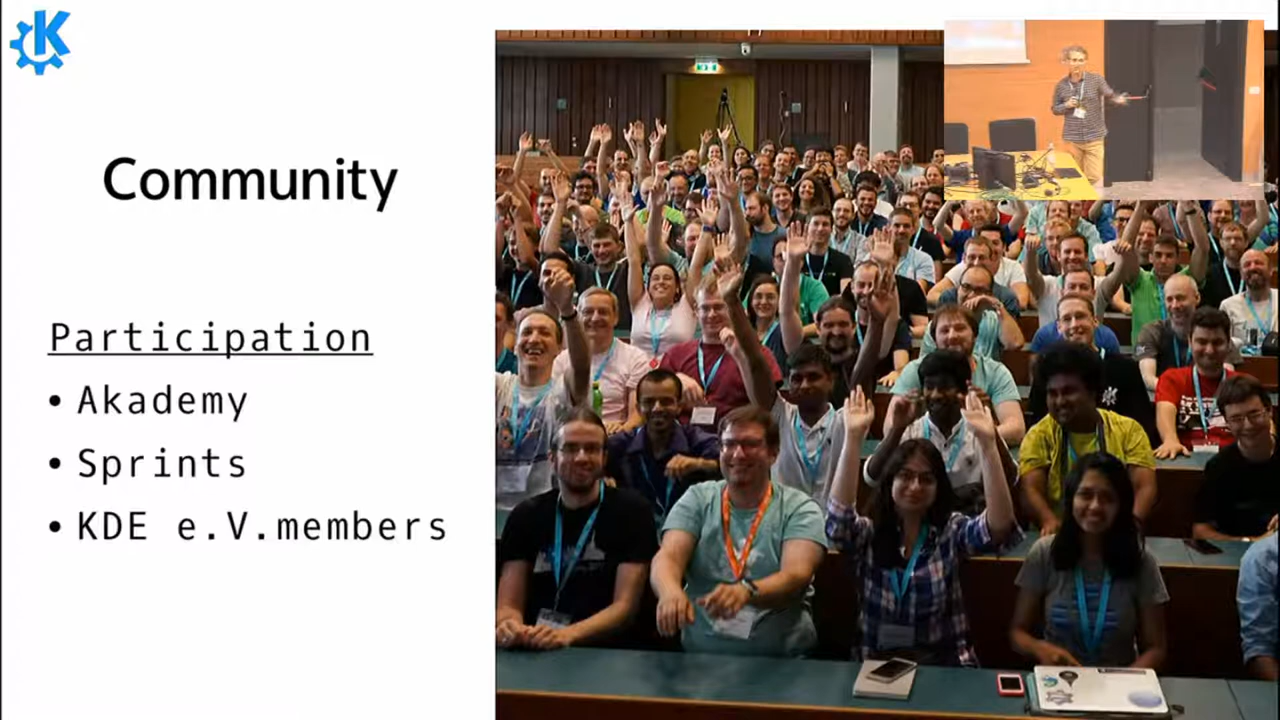 Community
Participation
• Akademy
• Sprints
• KDE e.V.members